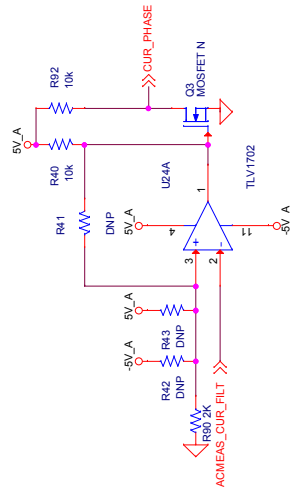 CUR_PHASE
R92
10k
Q3
MOSFET N
5V_A
R40
10k
U24A
TLV1702
R41
DNP
1
4
11
+
-
3
2
-5V_A
5V_A
R43
DNP
-5V_A
R42
DNP
R90 2K
ACMEAS_CUR_FILT